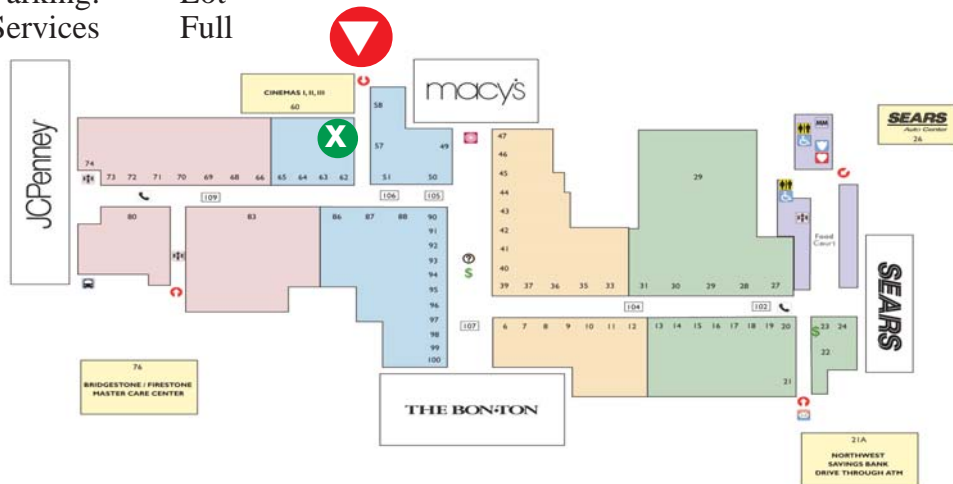 Parking: Lot
Services Full
JCPenney
CINEMAS I, II, III
60
macy's
SEARS
Auto Center
26
58
57
49
51
50
X
74
73 72 71 70 69 68 66 65 64 63 62
109
106
105
80
83
86 87 88 90
91
92
93
94
95
96
97
98
99
100
47
46
45
44
43
42
41
40
39 37 36 35 33 31 30 29 28 27
29
MM
Food
Court
SEARS
?
$
104
102
107
6 7 8 9 10 11 12 13 14 15 16 17 18 19 20
21
$ 23 24
22
76
BRIDGESTONE / FIRESTONE
MASTER CARE CENTER
THE BON·TON
21A
NORTHWEST
SAVINGS BANK
DRIVE THROUGH ATM